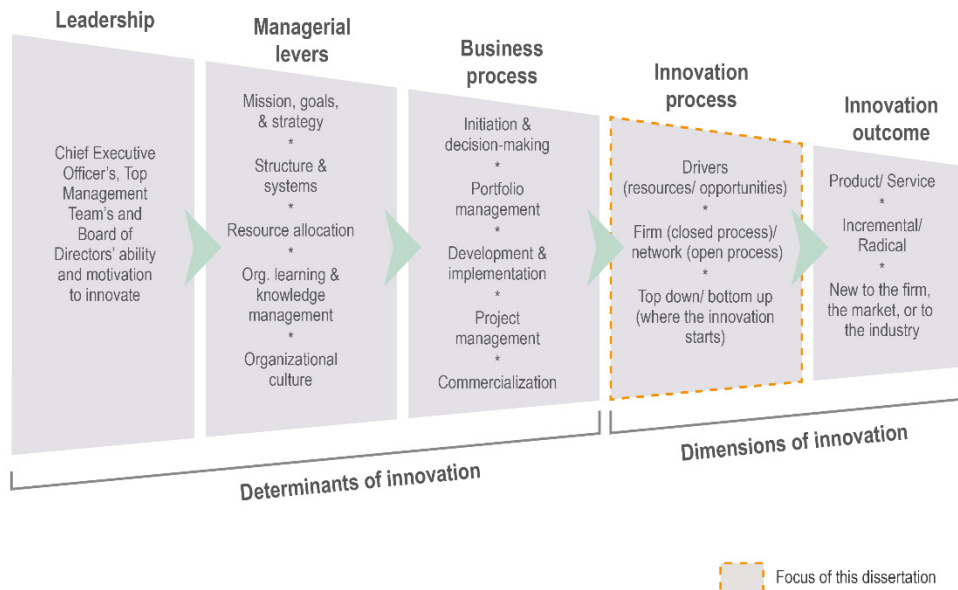 Leadership
Chief Executive
Officer’s, Top
Management
Team’s and
Board of
Directors’ ability
and motivation
to innovate
Managerial
levers
Mission, goals,
& strategy
*
Structure &
systems
*
Resource allocation
*
Org. learning &
knowledge
management
*
Organizational
culture
Business
process
Initiation &
decision-making
*
Portfolio
management
*
Development &
implementation
*
Project
management
*
Commercialization
Innovation
process
Drivers
(resources/ opportunities)
*
Firm (closed process)/
network (open process)
*
Top down/ bottom up
(where the innovation
starts)
Innovation
outcome
Product/ Service
*
Incremental/
Radical
*
New to the firm,
the market, or to
the industry
Determinants of innovation
Dimensions of innovation
Focus of this dissertation